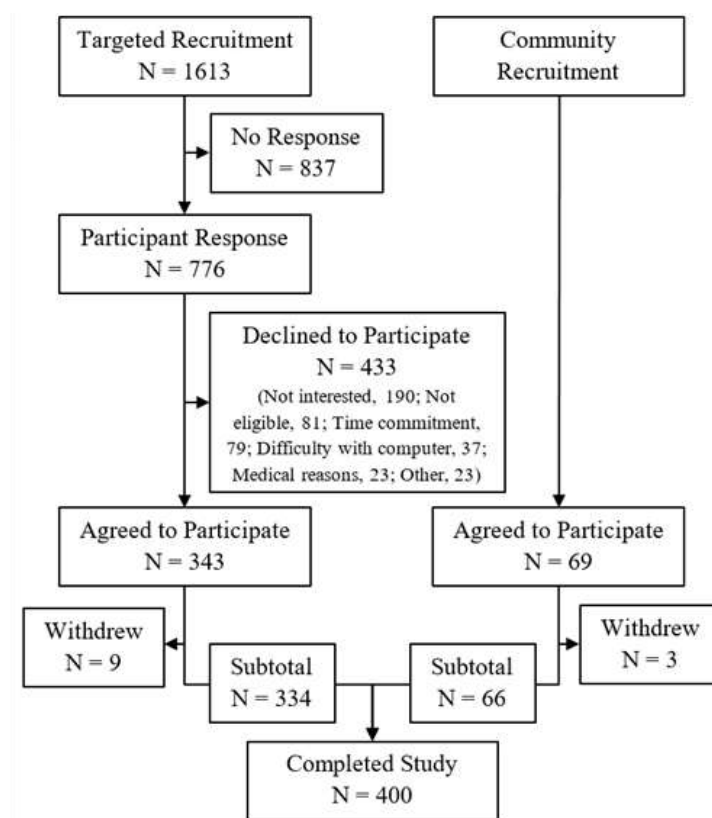 Targeted Recruitment
N = 1613
Community
Recruitment
No Response
N = 837
Participant Response
N = 776
Declined to Participate
N = 433
(Not interested, 190; Not
eligible, 81; Time commitment,
79; Difficulty with computer, 37;
Medical reasons, 23; Other, 23)
Agreed to Participate
N = 343
Agreed to Participate
N = 69
Withdrew
N = 9
Subtotal
N = 334
Subtotal
N = 66
Withdrew
N = 3
Completed Study
N = 400